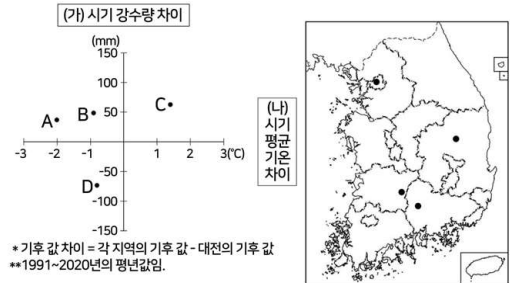 (가) 시기 강수량 차이
(mm)
150
100
50
A
B
C
-3
-2
-1
1
2
3(℃)
-50
D
-100
-150
(나)
시기
평균
기온
차이
* 기후 값 차이 = 각 지역의 기후 값 - 대전의 기후 값
**1991~2020년의 평년값임.